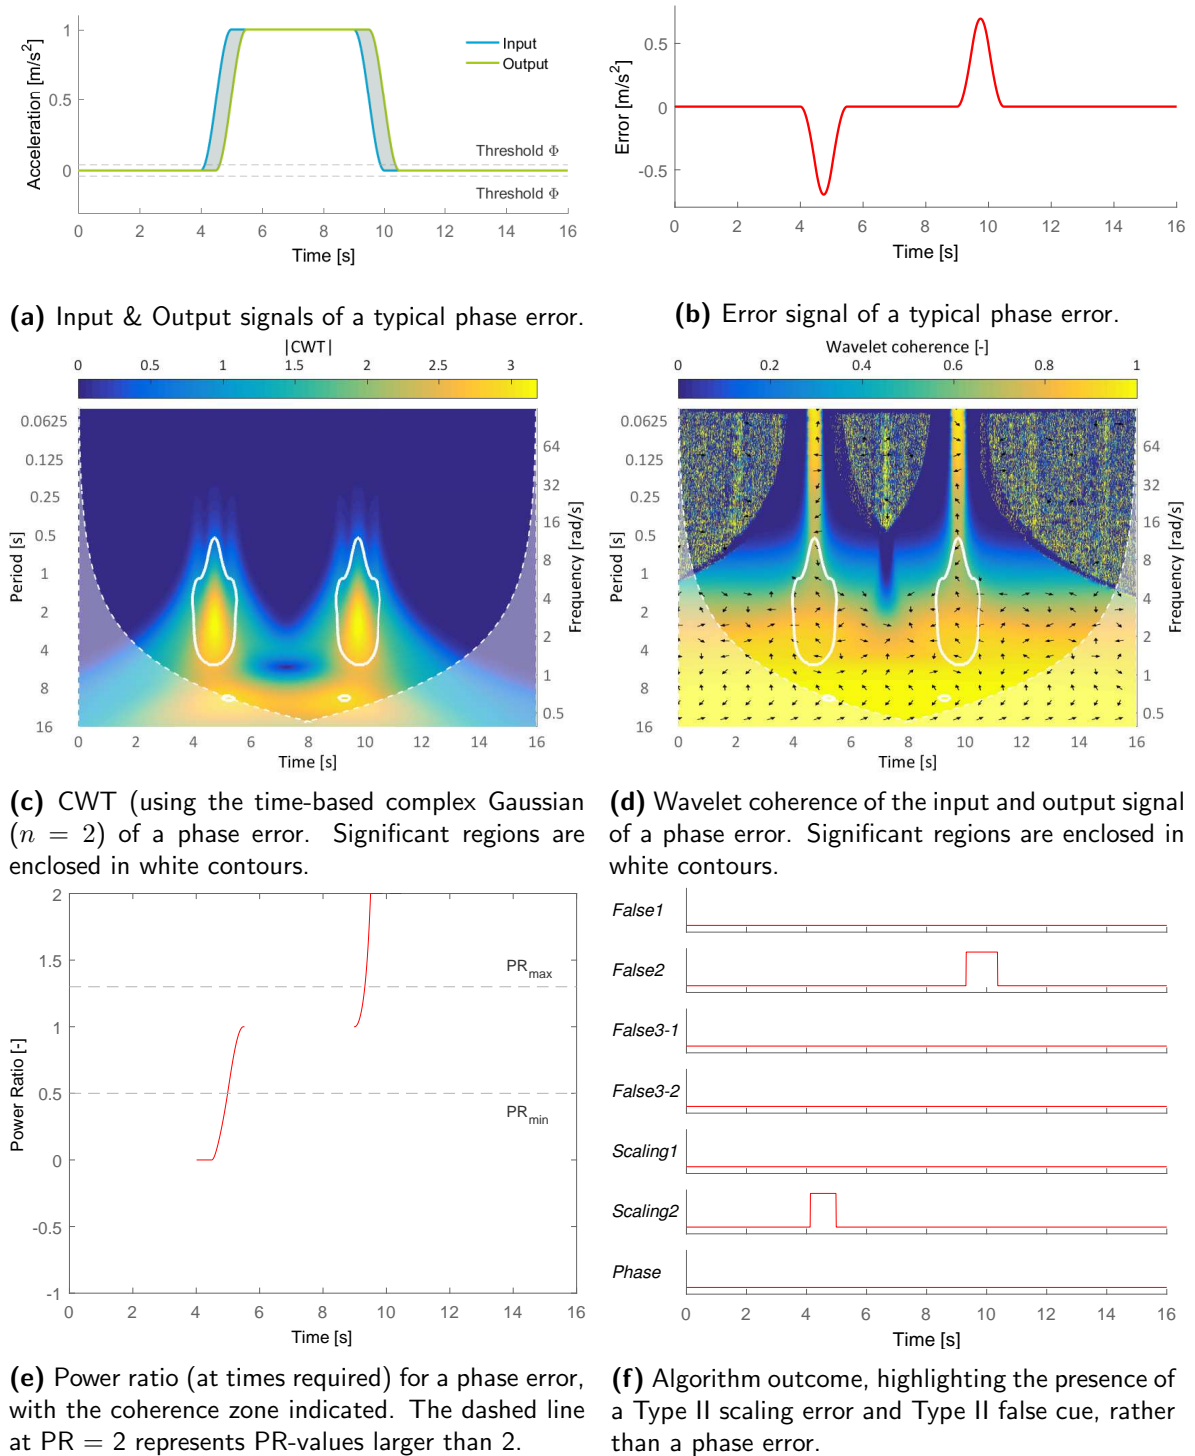 Acceleration [m/s²]
1
0.5
0
Input
Output
Threshold Φ
Threshold Φ
0 2 4 6 8 10 12 14 16
Time [s]
(a) Input & Output signals of a typical phase error.
Error [m/s²]
0.5
0
-0.5
0 2 4 6 8 10 12 14 16
Time [s]
(b) Error signal of a typical phase error.
|CWT|
0 0.5 1 1.5 2 3
Period [s]
0.0625
0.125
0.25
0.5
1
2
4
8
16
64
32
16
8
4
2
1
0.5
Frequency [rad/s]
0 2 4 6 8 10 12 14 16
Time [s]
(c) CWT (using the time-based complex Gaussian
(n = 2) of a phase error. Significant regions are
enclosed in white contours.
Wavelet coherence [-]
0 0.2 0.4 0.6 0.8 1
Period [s]
0.0625
0.125
0.25
0.5
1
2
4
8
16
64
32
16
8
4
2
1
0.5
Frequency [rad/s]
0 2 4 6 8 10 12 14 16
Time [s]
(d) Wavelet coherence of the input and output signal
of a phase error. Significant regions are enclosed in
white contours.
Power Ratio [-]
2
1.5
1
0.5
0
-0.5
-1
PRmax
PRmin
0 2 4 6 8 10 12 14 16
Time [s]
(e) Power ratio (at times required) for a phase error,
with the coherence zone indicated. The dashed line
at PR = 2 represents PR-values larger than 2.
False1
False2
False3-1
False3-2
Scaling1
Scaling2
Phase
0 2 4 6 8 10 12 14 16
Time [s]
(f) Algorithm outcome, highlighting the presence of
a Type II scaling error and Type II false cue, rather
than a phase error.